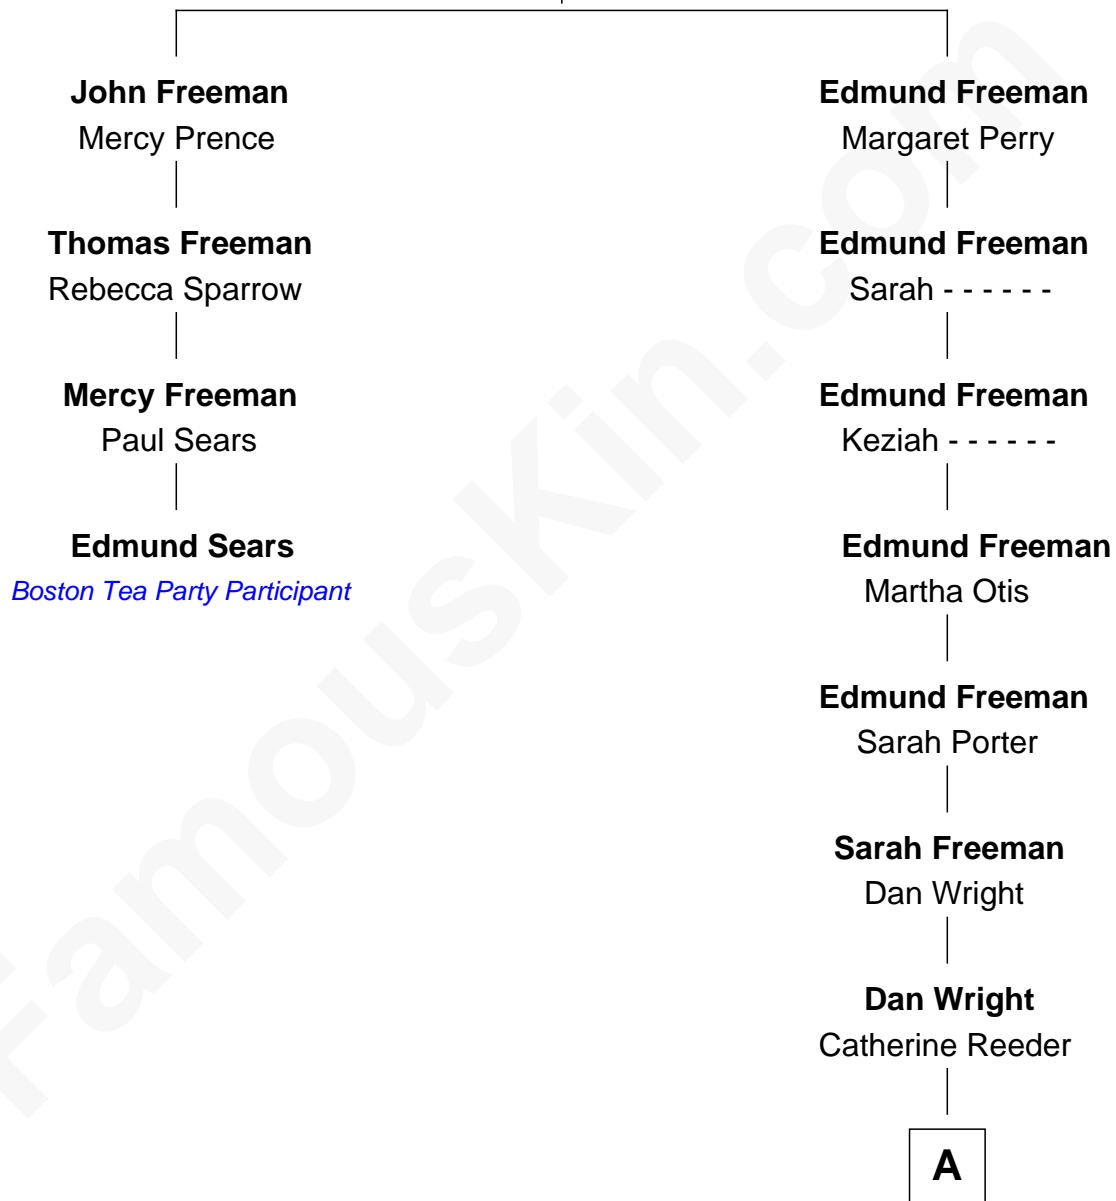 John Freeman
Mercy Prence
Thomas Freeman
Rebecca Sparrow
Mercy Freeman
Paul Sears
Edmund Sears
Boston Tea Party Participant
Edmund Freeman
Margaret Perry
Edmund Freeman
Sarah - - - - - -
Edmund Freeman
Keziah - - - - - -
Edmund Freeman
Martha Otis
Edmund Freeman
Sarah Porter
Sarah Freeman
Dan Wright
Dan Wright
Catherine Reeder
A
FamousKin.com